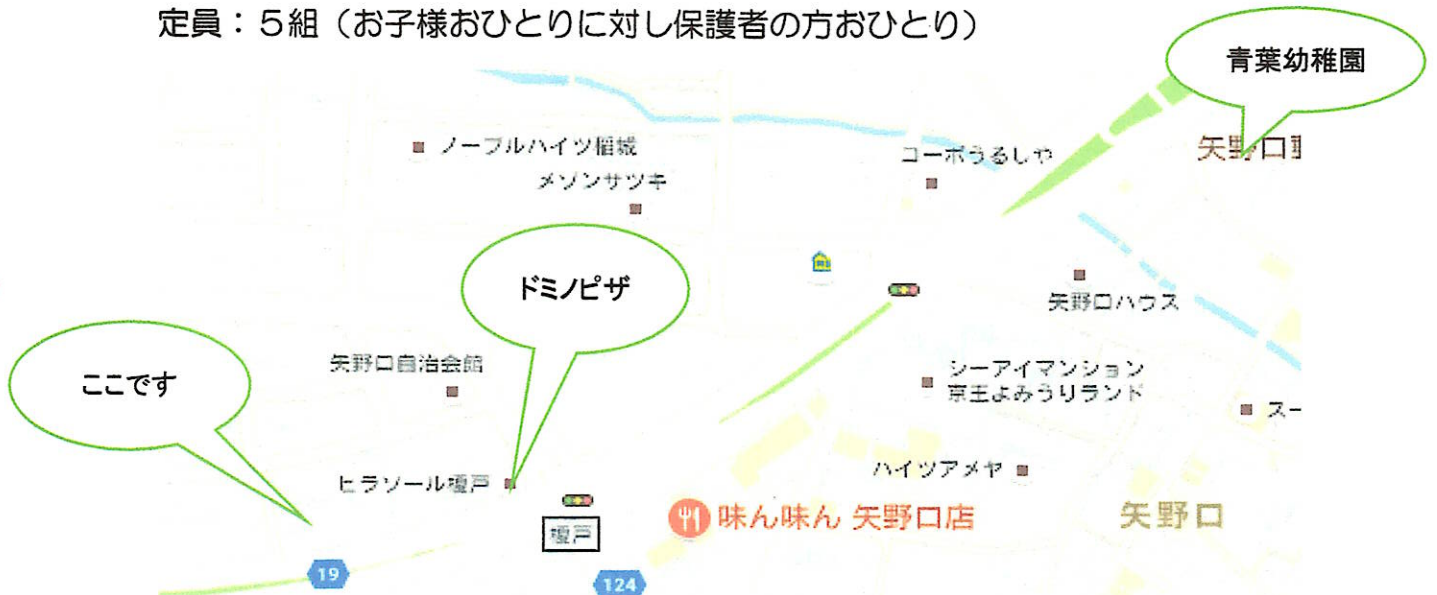 定員：５組（お子様おひとりに対し保護者の方おひとり）
青葉幼稚園
ノーブルハイツ稲城
コーポうるしや
矢野口
メゾンサツキ
ドミノピザ
矢野口ハウス
矢野口自治会館
シーアイマンション
京王よみうりランド
ここです
スー
ハイツアメヤ
ヒラソール榎戸
味ん味ん 矢野口店
矢野口
榎戸
19
124